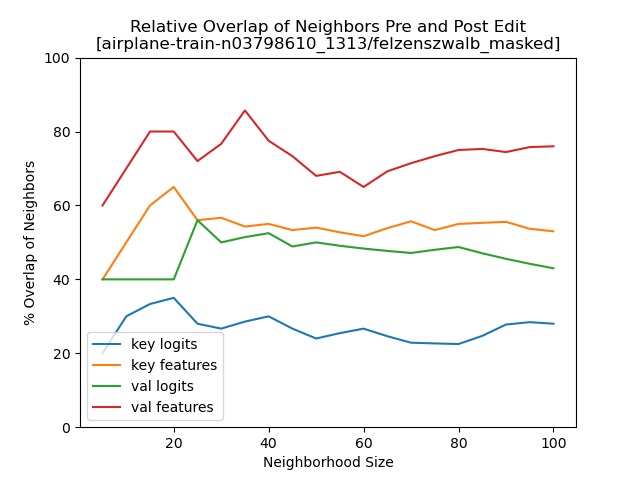 Relative Overlap of Neighbors Pre and Post Edit
[airplane-train-n03798610_1313/felzenszwalb_masked]
100
80
60
40
20
0
% Overlap of Neighbors
key logits
key features
val logits
val features
20 40 60 80 100
Neighborhood Size